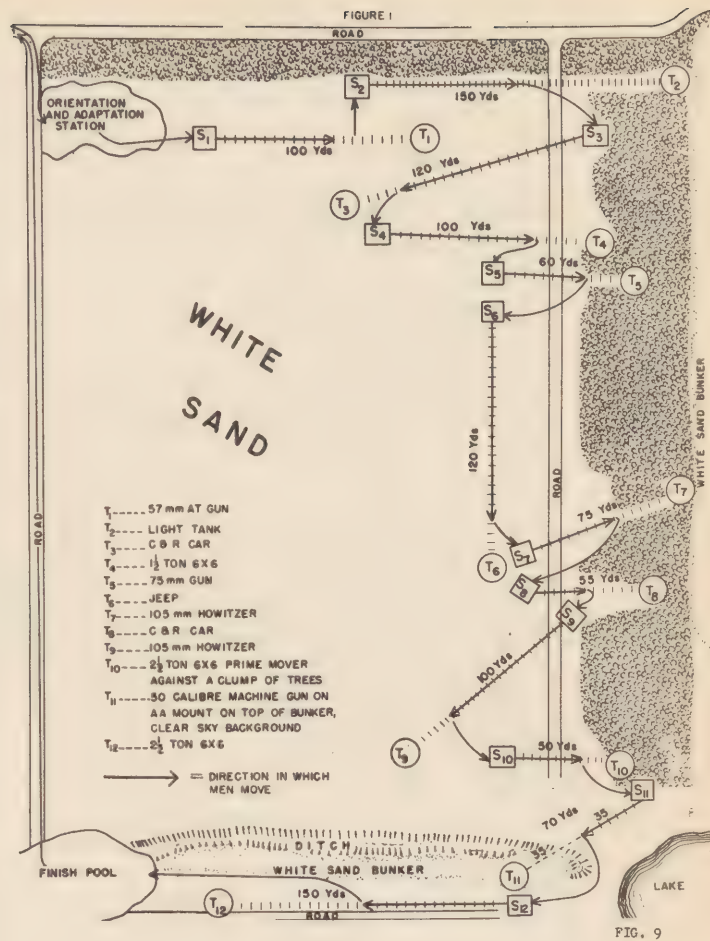 FIGURE 1
ROAD
ORIENTATION
AND ADAPTATION
STATION
S1
100 Yds
T1
S2
150 Yds
T2
S3
120 Yds
T3
S4
100 Yds
T4
S5
60 Yds
T5
S6
WHITE
SAND
120 Yds
ROAD
ROAD
WHITE SAND BUNKER
T6
S7
75 Yds
T7
S8
55 Yds
T8
S9
100 Yds
T9
S10
50 Yds
T10
S11
T1 ----- 57 mm AT GUN
T2 ----- LIGHT TANK
T3 ----- C & R CAR
T4 ----- 1½ TON 6X6
T5 ----- 75 mm GUN
T6 ----- JEEP
T7 ----- 105 mm HOWITZER
T8 ----- C & R CAR
T9 ----- 105 mm HOWITZER
T10 ---- 2½ TON 6X6 PRIME MOVER
AGAINST A CLUMP OF TREES
T11 ----- 50 CALIBRE MACHINE GUN ON
AA MOUNT ON TOP OF BUNKER,
CLEAR SKY BACKGROUND
T12 ---- 2½ TON 6X6
= DIRECTION IN WHICH
MEN MOVE
70 Yds
35
35
T11
DITCH
WHITE SAND BUNKER
FINISH POOL
150 Yds
T12
S12
ROAD
LAKE
FIG. 9